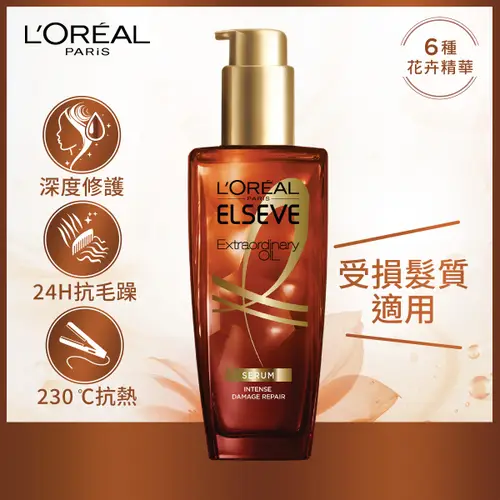 L'ORÉAL
PARIS
6種
花卉精華
深度修護
24H抗毛躁
230℃抗熱
L'ORÉAL
PARIS
ELSEVE
Extraordinary
OIL
SERUM
INTENSE
DAMAGE REPAIR
受損髮質
適用